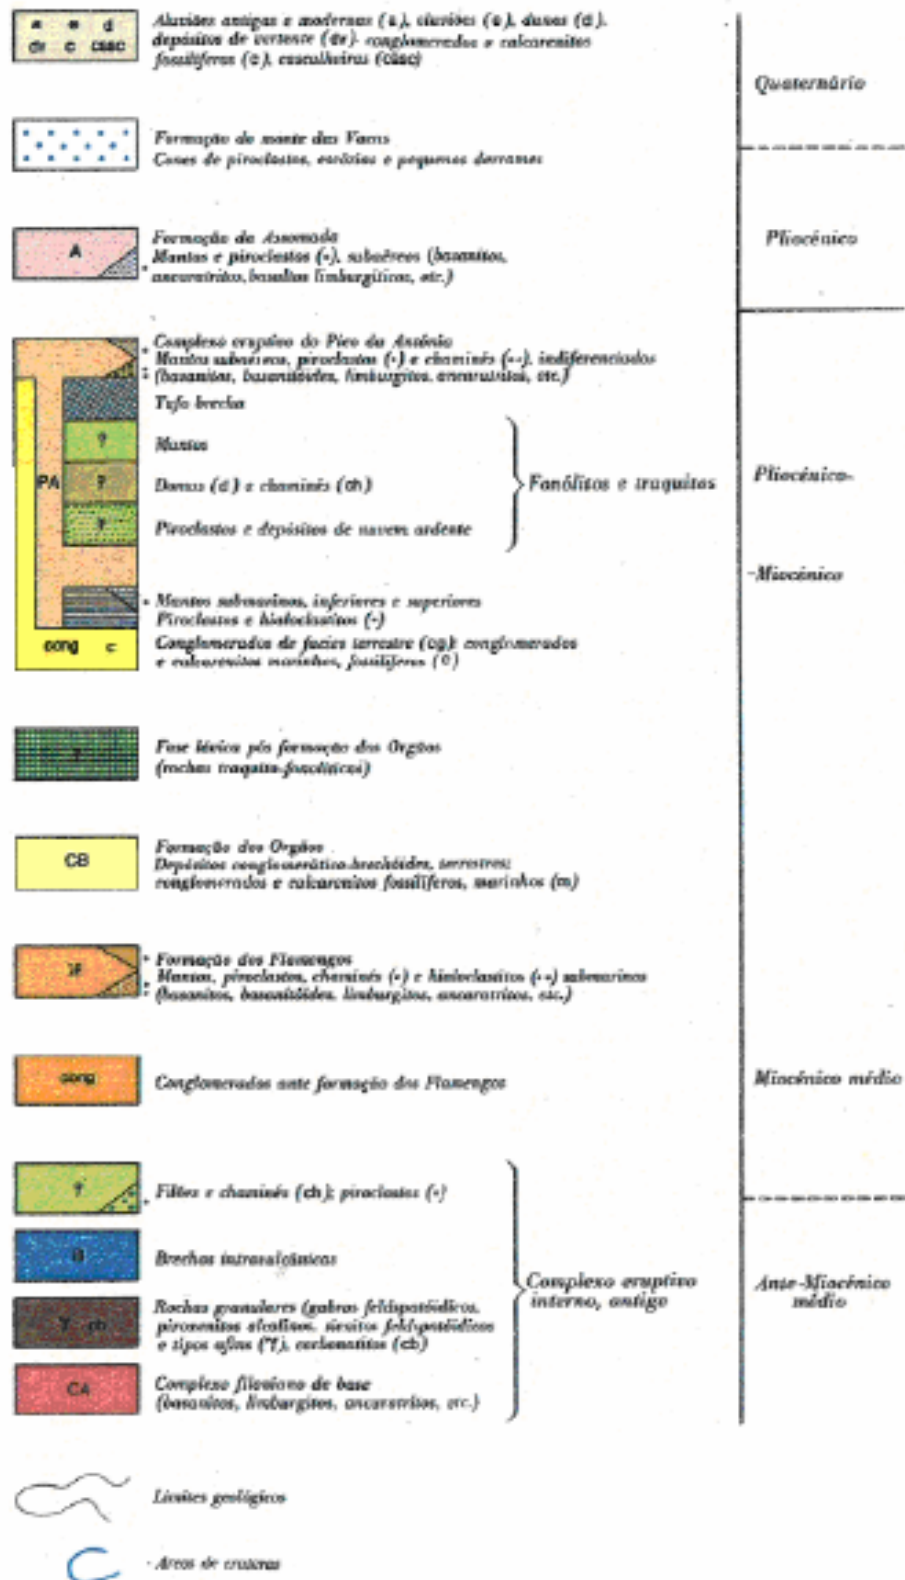 a e d
dv c casc
Aluviões antigas e modernas (a), eluviões (e), dunas (d),
depósitos de vertente (dv), conglomerados e calcarenitos
fossilíferos (c), cascalheiras (casc)
Quaternário
Formação do monte das Vacas
Cones de piroclastos, escórias e pequenos derrames
Pliocénico
A
Formação da Assomada
Mantos e piroclastos (•), subaéreos (basanitos,
ancaratritos, basaltos limburgíticos, etc.)
Complexo eruptivo do Pico da Antónia
Mantos subaéreos, piroclastos (•) e chaminés (••), indiferenciados
(basanitos, basanitóides, limburgitos, ancaratritos, etc.)
Tufo brecha
?
Mantos
PA
?
Domos (d) e chaminés (ch)
Fonólitos e traquitos
Pliocénico-
?
Piroclastos e depósitos de nuvem ardente
-Miocénico
• Mantos submarinos, inferiores e superiores
Piroclastos e hialoclastitos (•)
cong c
Conglomerados de facies terrestre (cg); conglomerados
e calcarenitos marinhos, fossilíferos (c)
?
Fase lávica pós formação dos Orgãos
(rochas traquito-fonolíticas)
CB
Formação dos Orgãos
Depósitos conglomerático-brechóides, terrestres;
conglomerados e calcarenitos fossilíferos, marinhos (m)
Formação dos Flamengos
Mantos, piroclastos, chaminés (•) e hialoclastitos (••) submarinos
(basanitos, basanitóides, limburgitos, ancaratritos, etc.)
cong
Conglomerados ante formação dos Flamengos
Miocénico médio
?
Filões e chaminés (ch); piroclastos (•)
B
Brechas intravulcânicas
Complexo eruptivo
interno, antigo
Ante-Miocénico
médio
cb
Rochas granulares (gabros feldspatóidicos,
piroxenitos alcalinos, sienitos feldspatóidicos
e tipos afins (γ), carbonatitos (cb)
CA
Complexo filoniano de base
(basanitos, limburgitos, ancaratritos, etc.)
Limites geológicos
Arcos de crateras